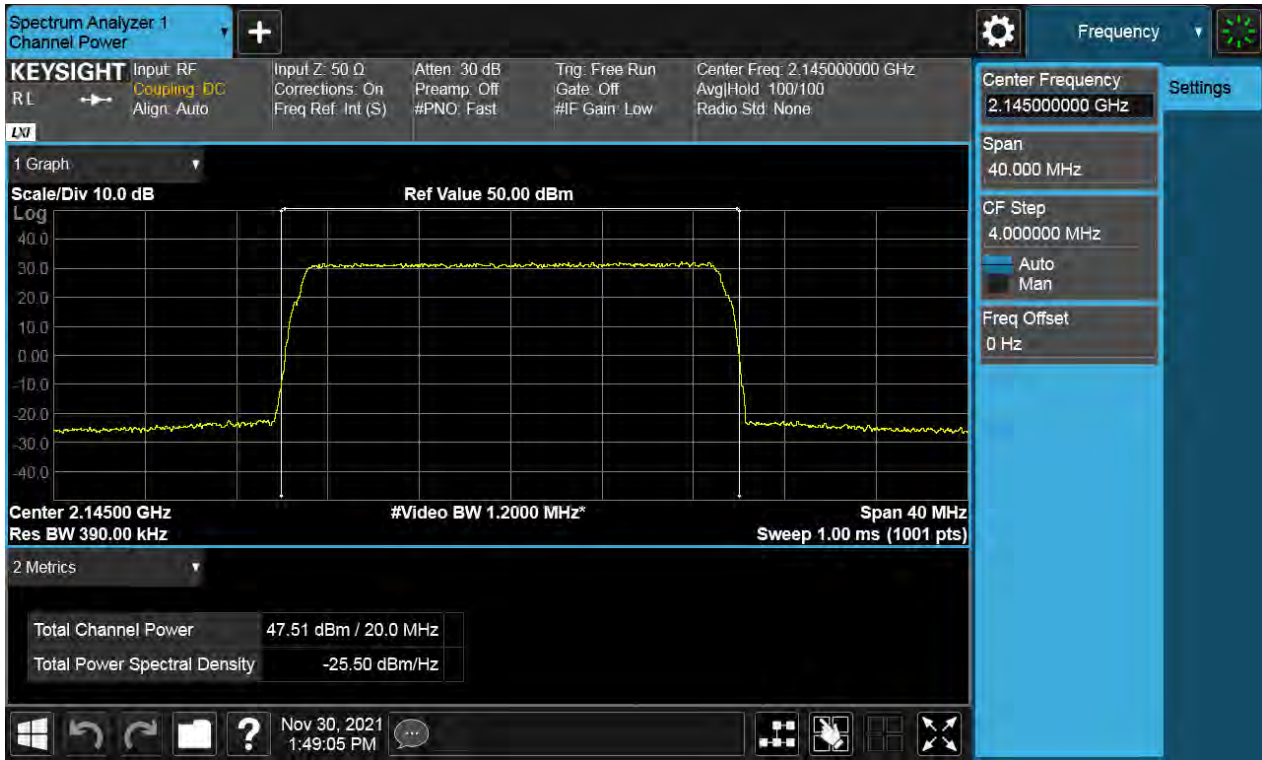 Spectrum Analyzer 1
Channel Power
+
Frequency
KEYSIGHT
RL
LXI
Input: RF
Coupling: DC
Align: Auto
Input Z: 50 Ω
Corrections: On
Freq Ref: Int (S)
Atten: 30 dB
Preamp: Off
#PNO: Fast
Trig: Free Run
Gate: Off
#IF Gain: Low
Center Freq: 2.145000000 GHz
Avg|Hold: 100/100
Radio Std: None
Center Frequency
2.145000000 GHz
Settings
Span
40.000 MHz
CF Step
4.000000 MHz
Auto
Man
Freq Offset
0 Hz
1 Graph
Scale/Div 10.0 dB
Ref Value 50.00 dBm
Log
40.0
30.0
20.0
10.0
0.00
-10.0
-20.0
-30.0
-40.0
Center 2.14500 GHz
#Video BW 1.2000 MHz*
Span 40 MHz
Res BW 390.00 kHz
Sweep 1.00 ms (1001 pts)
2 Metrics
Total Channel Power 47.51 dBm / 20.0 MHz
Total Power Spectral Density -25.50 dBm/Hz
?
Nov 30, 2021
1:49:05 PM